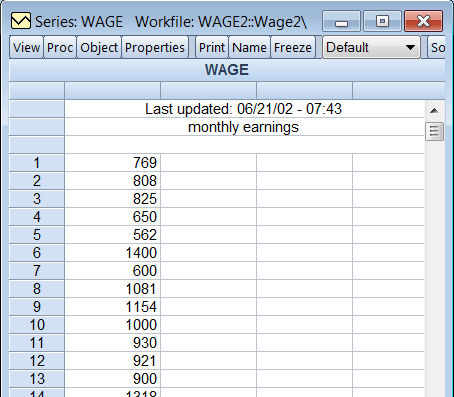 Series: WAGE Workfile: WAGE2::Wage2\
View Proc Object Properties Print Name Freeze Default So
WAGE
Last updated: 06/21/02 - 07:43
monthly earnings
1 769
2 808
3 825
4 650
5 562
6 1400
7 600
8 1081
9 1154
10 1000
11 930
12 921
13 900
14 1318